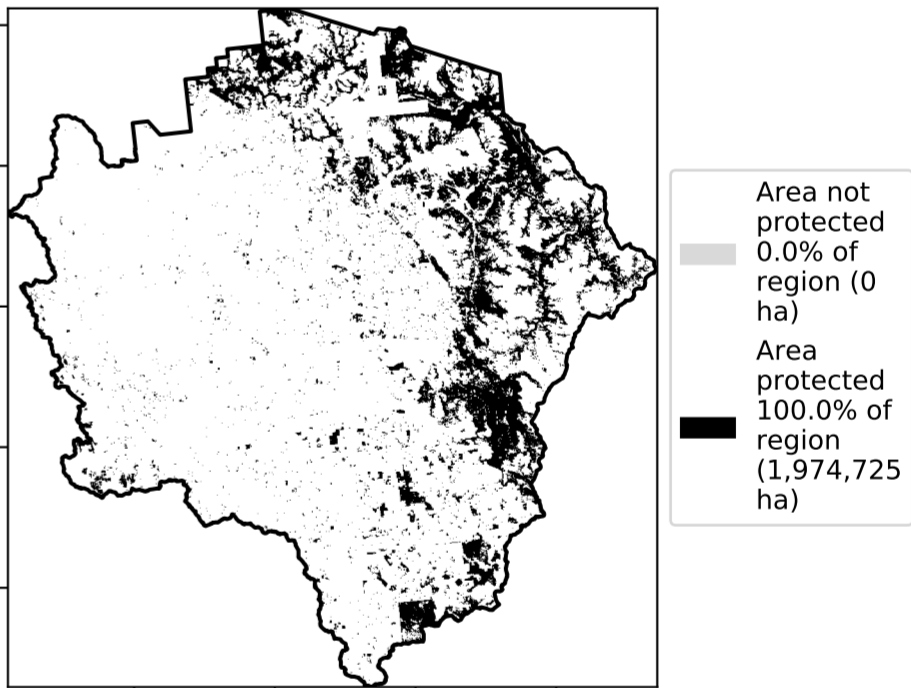 Area not
protected
0.0% of
region (0
ha)
Area
protected
100.0% of
region
(1,974,725
ha)